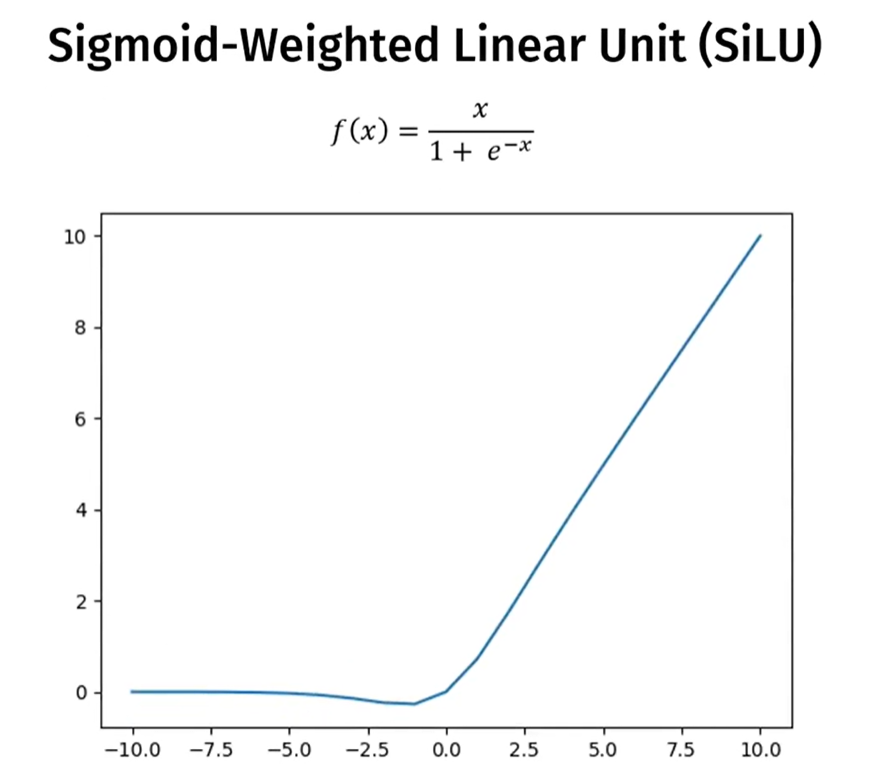 Sigmoid-Weighted Linear Unit (SiLU)
f(x) = x / (1 + e^{-x})
10
8
6
4
2
0
−10.0 −7.5 −5.0 −2.5 0.0 2.5 5.0 7.5 10.0